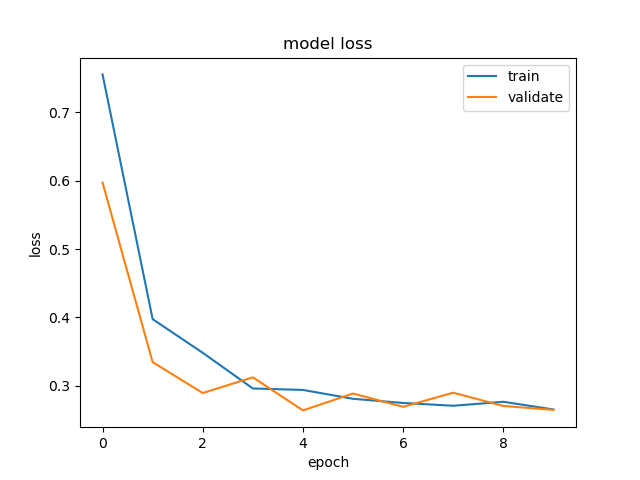 model loss
train
validate
0.7
0.6
0.5
0.4
0.3
loss
0 2 4 6 8
epoch